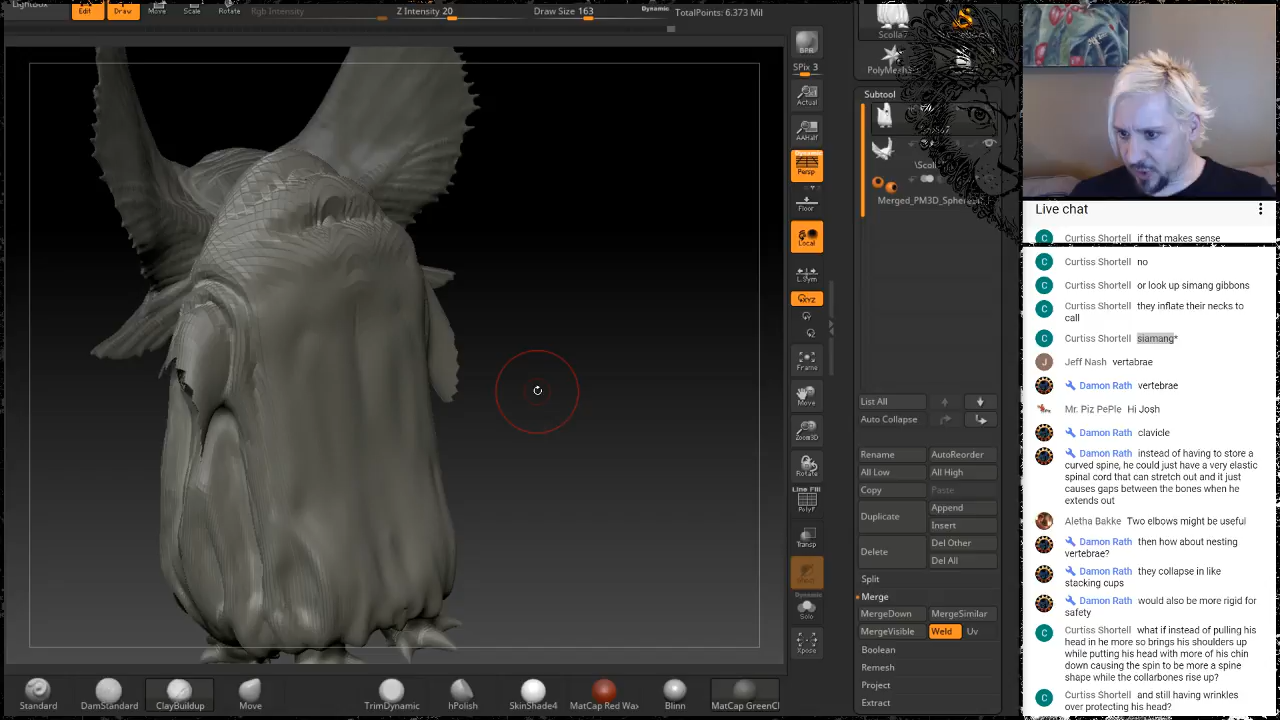 LightBox
Edit
Draw
Move
Scale
Rotate
Rgb Intensity
Z Intensity 20
Draw Size 163
Dynamic
TotalPoints: 6.373 Mil
BPR
SPix 3
Actual
AAHalf
Dynamic
Persp
Floor
Local
L.Sym
XYZ
Frame
Move
Zoom3D
Rotate
Line Fill
PolyF
Transp
Dynamic
Solo
Xpose
PolyMesh
Subtool
Merged_PM3D_Sphere
List All
Auto Collapse
Rename
AutoReorder
All Low
All High
Copy
Paste
Duplicate
Append
Insert
Delete
Del Other
Del All
Split
Merge
MergeDown
MergeSimilar
MergeVisible
Weld
Uv
Boolean
Remesh
Project
Extract
Standard
DamStandard
ClayBuildup
Move
TrimDynamic
hPolish
SkinShade4
MatCap Red Wax
Blinn
MatCap GreenCl
Live chat
C Curtiss Shortell if that makes sense
C Curtiss Shortell no
C Curtiss Shortell or look up simang gibbons
C Curtiss Shortell they inflate their necks to
call
C Curtiss Shortell siamang*
J Jeff Nash vertabrae
Damon Rath vertebrae
Mr. Piz PePle Hi Josh
Damon Rath clavicle
Damon Rath instead of having to store a
curved spine, he could just have a very elastic
spinal cord that can stretch out and it just
causes gaps between the bones when he
extends out
Aletha Bakke Two elbows might be useful
Damon Rath then how about nesting
vertebrae?
Damon Rath they collapse in like
stacking cups
Damon Rath would also be more rigid for
safety
C Curtiss Shortell what if instead of pulling his
head in he more so brings his shoulders up
while putting his head with more of his chin
down causing the spin to be more a spine
shape while the collarbones rise up?
C Curtiss Shortell and still having wrinkles
over protecting his head?